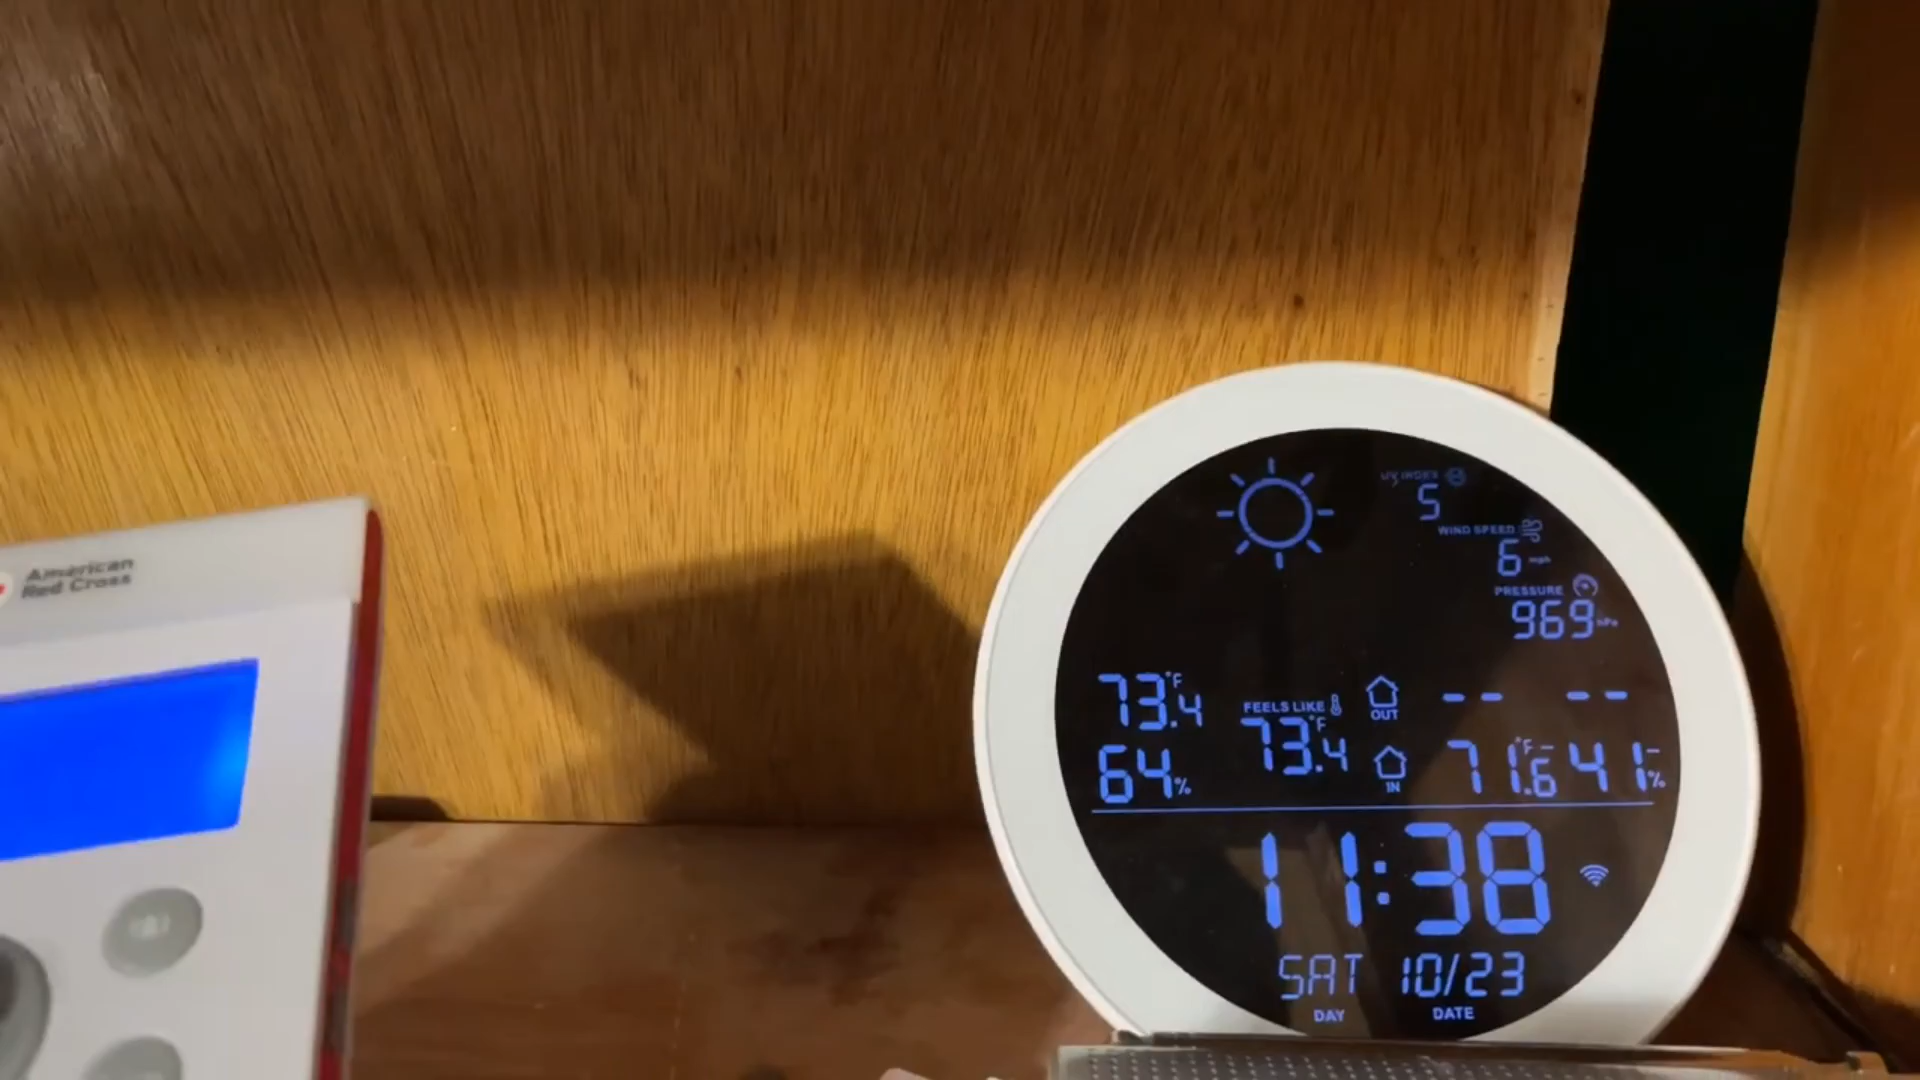 American
Red Cross
UV INDEX
5
WIND SPEED
6 mph
PRESSURE
969 hPa
73.4°F
FEELS LIKE
73.4°F
OUT
-- --
64%
IN
71.6°F 41%
11:38
SAT 10/23
DAY DATE